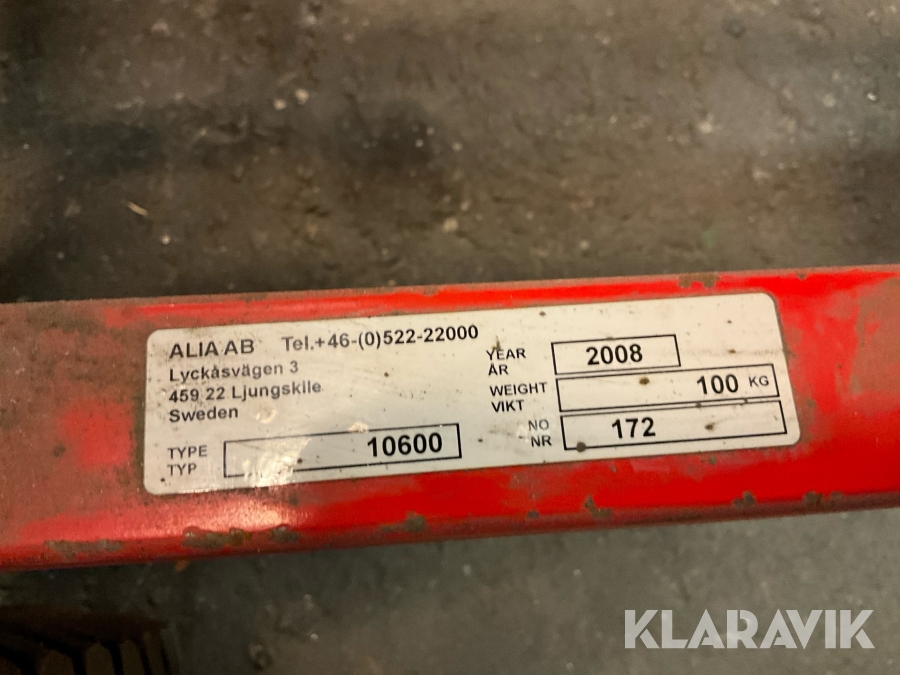 ALIA AB Tel.+46-(0)522-22000
Lyckåsvägen 3
459 22 Ljungskile
Sweden
TYPE
TYP
10600
YEAR
ÅR
2008
WEIGHT
VIKT
100 KG
NO
NR
172
KLARAVIK